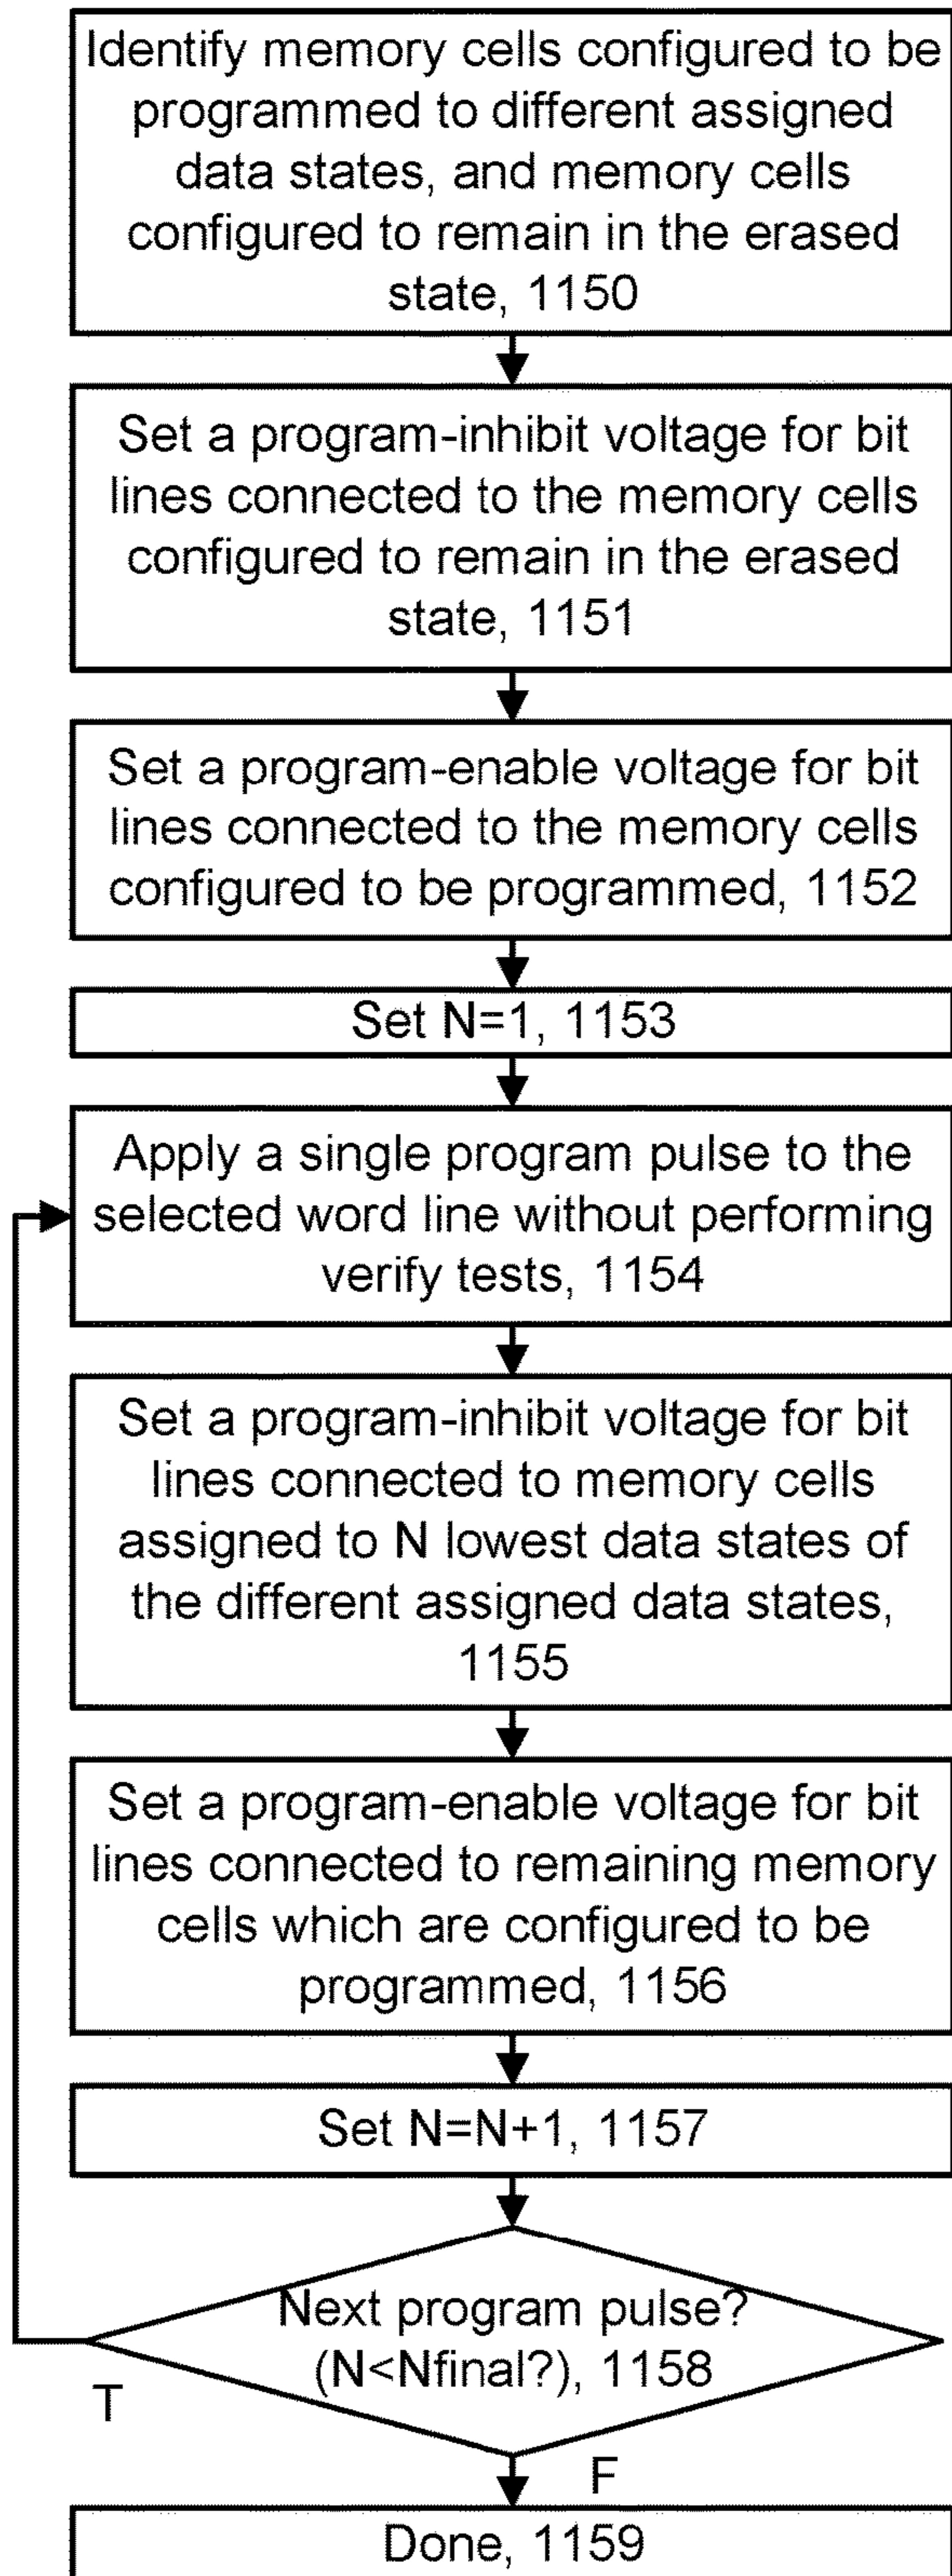 Identify memory cells configured to be
programmed to different assigned
data states, and memory cells
configured to remain in the erased
state, 1150
Set a program-inhibit voltage for bit
lines connected to the memory cells
configured to remain in the erased
state, 1151
Set a program-enable voltage for bit
lines connected to the memory cells
configured to be programmed, 1152
Set N=1, 1153
Apply a single program pulse to the
selected word line without performing
verify tests, 1154
Set a program-inhibit voltage for bit
lines connected to memory cells
assigned to N lowest data states of
the different assigned data states,
1155
Set a program-enable voltage for bit
lines connected to remaining memory
cells which are configured to be
programmed, 1156
Set N=N+1, 1157
Next program pulse?
(N<Nfinal?), 1158
T
F
Done, 1159